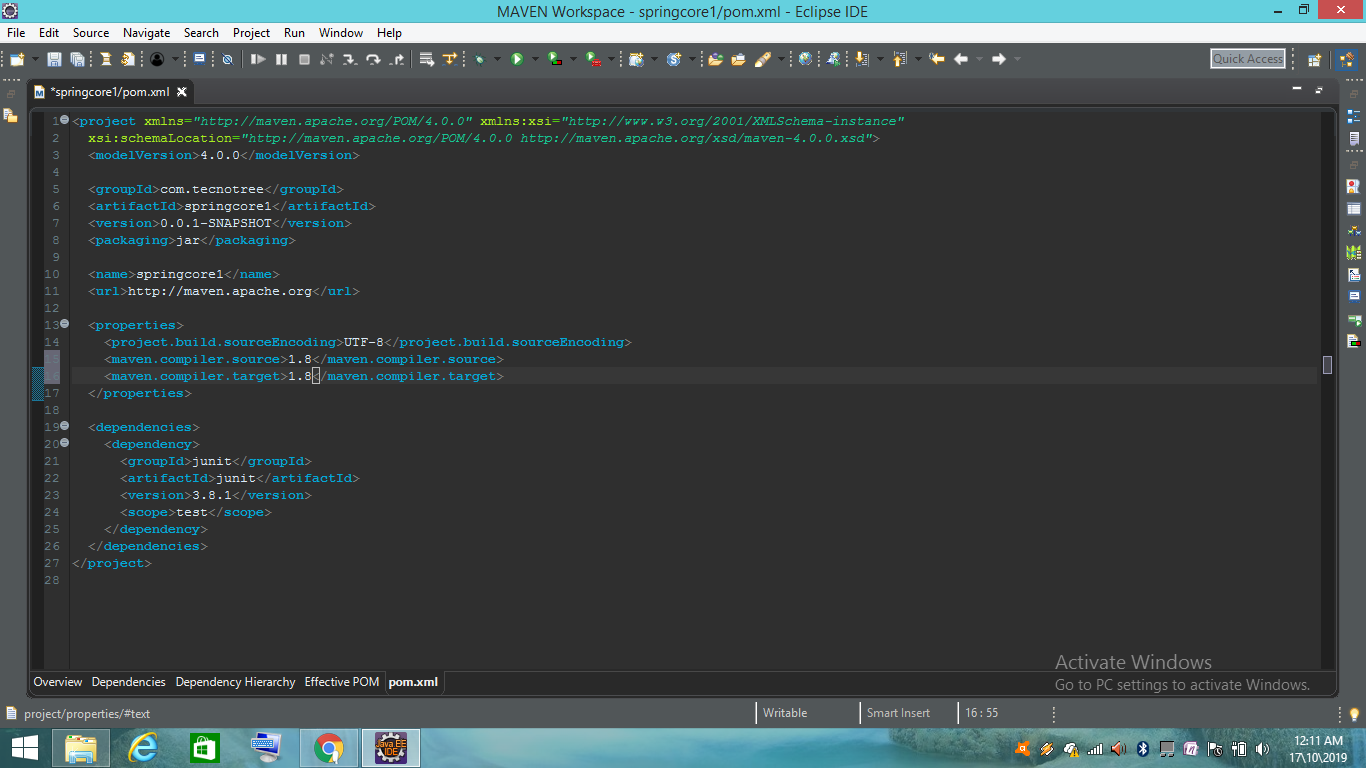 MAVEN Workspace - springcore1/pom.xml - Eclipse IDE
File Edit Source Navigate Search Project Run Window Help
Quick Access
*springcore1/pom.xml
1 <project xmlns="http://maven.apache.org/POM/4.0.0" xmlns:xsi="http://www.w3.org/2001/XMLSchema-instance"
2 xsi:schemaLocation="http://maven.apache.org/POM/4.0.0 http://maven.apache.org/xsd/maven-4.0.0.xsd">
3 <modelVersion>4.0.0</modelVersion>
4
5 <groupId>com.tecnotree</groupId>
6 <artifactId>springcore1</artifactId>
7 <version>0.0.1-SNAPSHOT</version>
8 <packaging>jar</packaging>
9
10 <name>springcore1</name>
11 <url>http://maven.apache.org</url>
12
13 <properties>
14 <project.build.sourceEncoding>UTF-8</project.build.sourceEncoding>
15 <maven.compiler.source>1.8</maven.compiler.source>
16 <maven.compiler.target>1.8</maven.compiler.target>
17 </properties>
18
19 <dependencies>
20 <dependency>
21 <groupId>junit</groupId>
22 <artifactId>junit</artifactId>
23 <version>3.8.1</version>
24 <scope>test</scope>
25 </dependency>
26 </dependencies>
27 </project>
28
Activate Windows
Go to PC settings to activate Windows.
Overview Dependencies Dependency Hierarchy Effective POM pom.xml
project/properties/#text Writable Smart Insert 16 : 55
Java EE
IDE
12:11 AM
17\10\2019